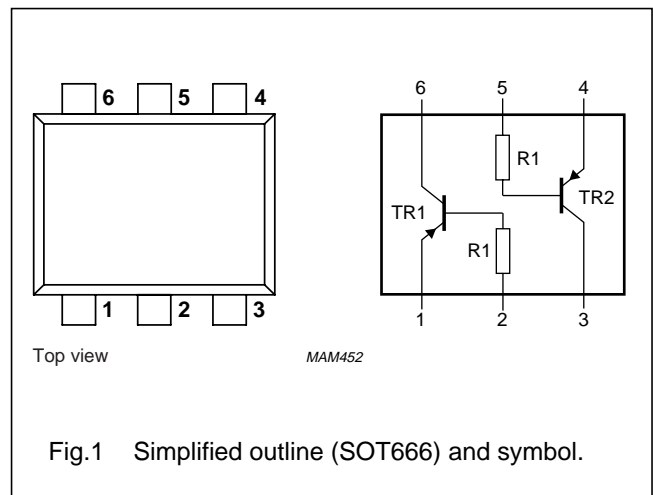 6 5 4
6 5 4
R1
TR1
TR2
R1
1 2 3
1 2 3
Top view
MAM452
Fig.1 Simplified outline (SOT666) and symbol.